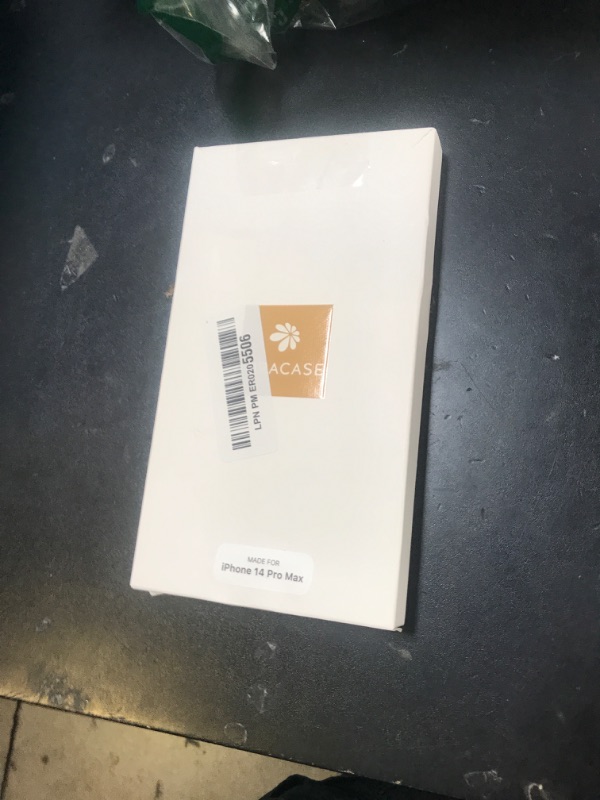 ACASE
LPN PM ER0205506
MADE FOR
iPhone 14 Pro Max